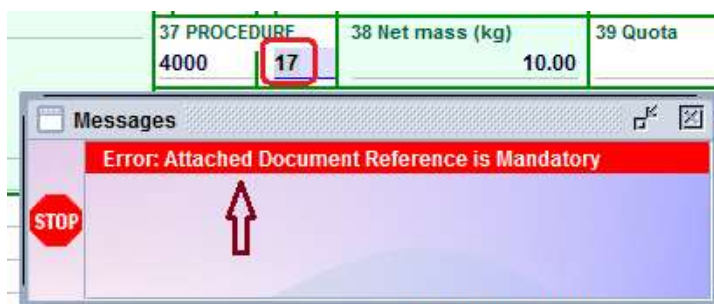 37 PROCEDURE 38 Net mass (kg) 39 Quota
4000 17 10.00
Messages
Error: Attached Document Reference is Mandatory
STOP